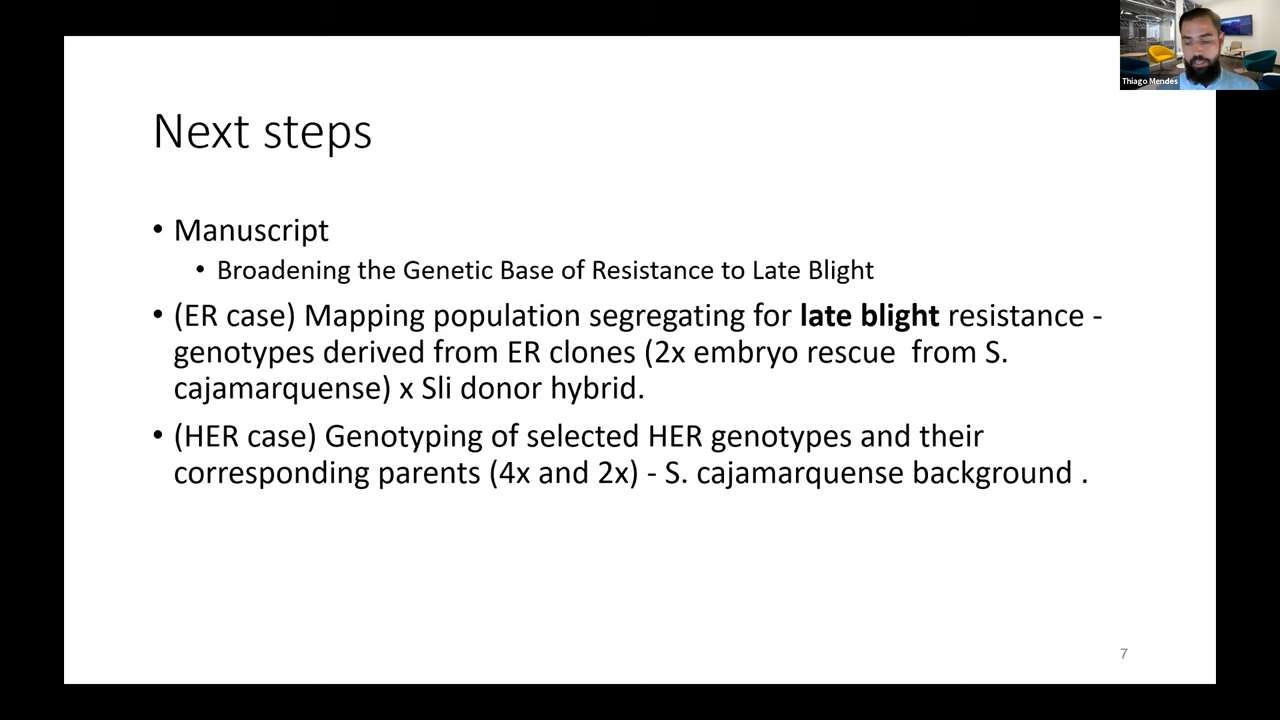 Thiago Mendes
Next steps
• Manuscript
• Broadening the Genetic Base of Resistance to Late Blight
• (ER case) Mapping population segregating for late blight resistance -
genotypes derived from ER clones (2x embryo rescue  from S.
cajamarquense) x Sli donor hybrid.
• (HER case) Genotyping of selected HER genotypes and their
corresponding parents (4x and 2x) - S. cajamarquense background .
7